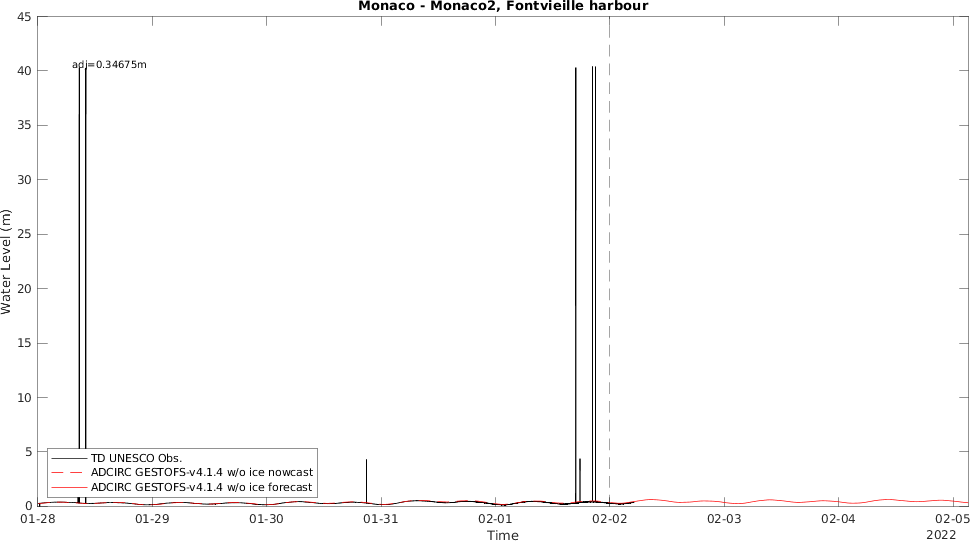 Monaco - Monaco2, Fontvieille harbour
45
40
35
30
25
20
15
10
5
0
Water Level (m)
adj=0.34675m
TD UNESCO Obs.
ADCIRC GESTOFS-v4.1.4 w/o ice nowcast
ADCIRC GESTOFS-v4.1.4 w/o ice forecast
01-28 01-29 01-30 01-31 02-01 02-02 02-03 02-04 02-05
Time
2022